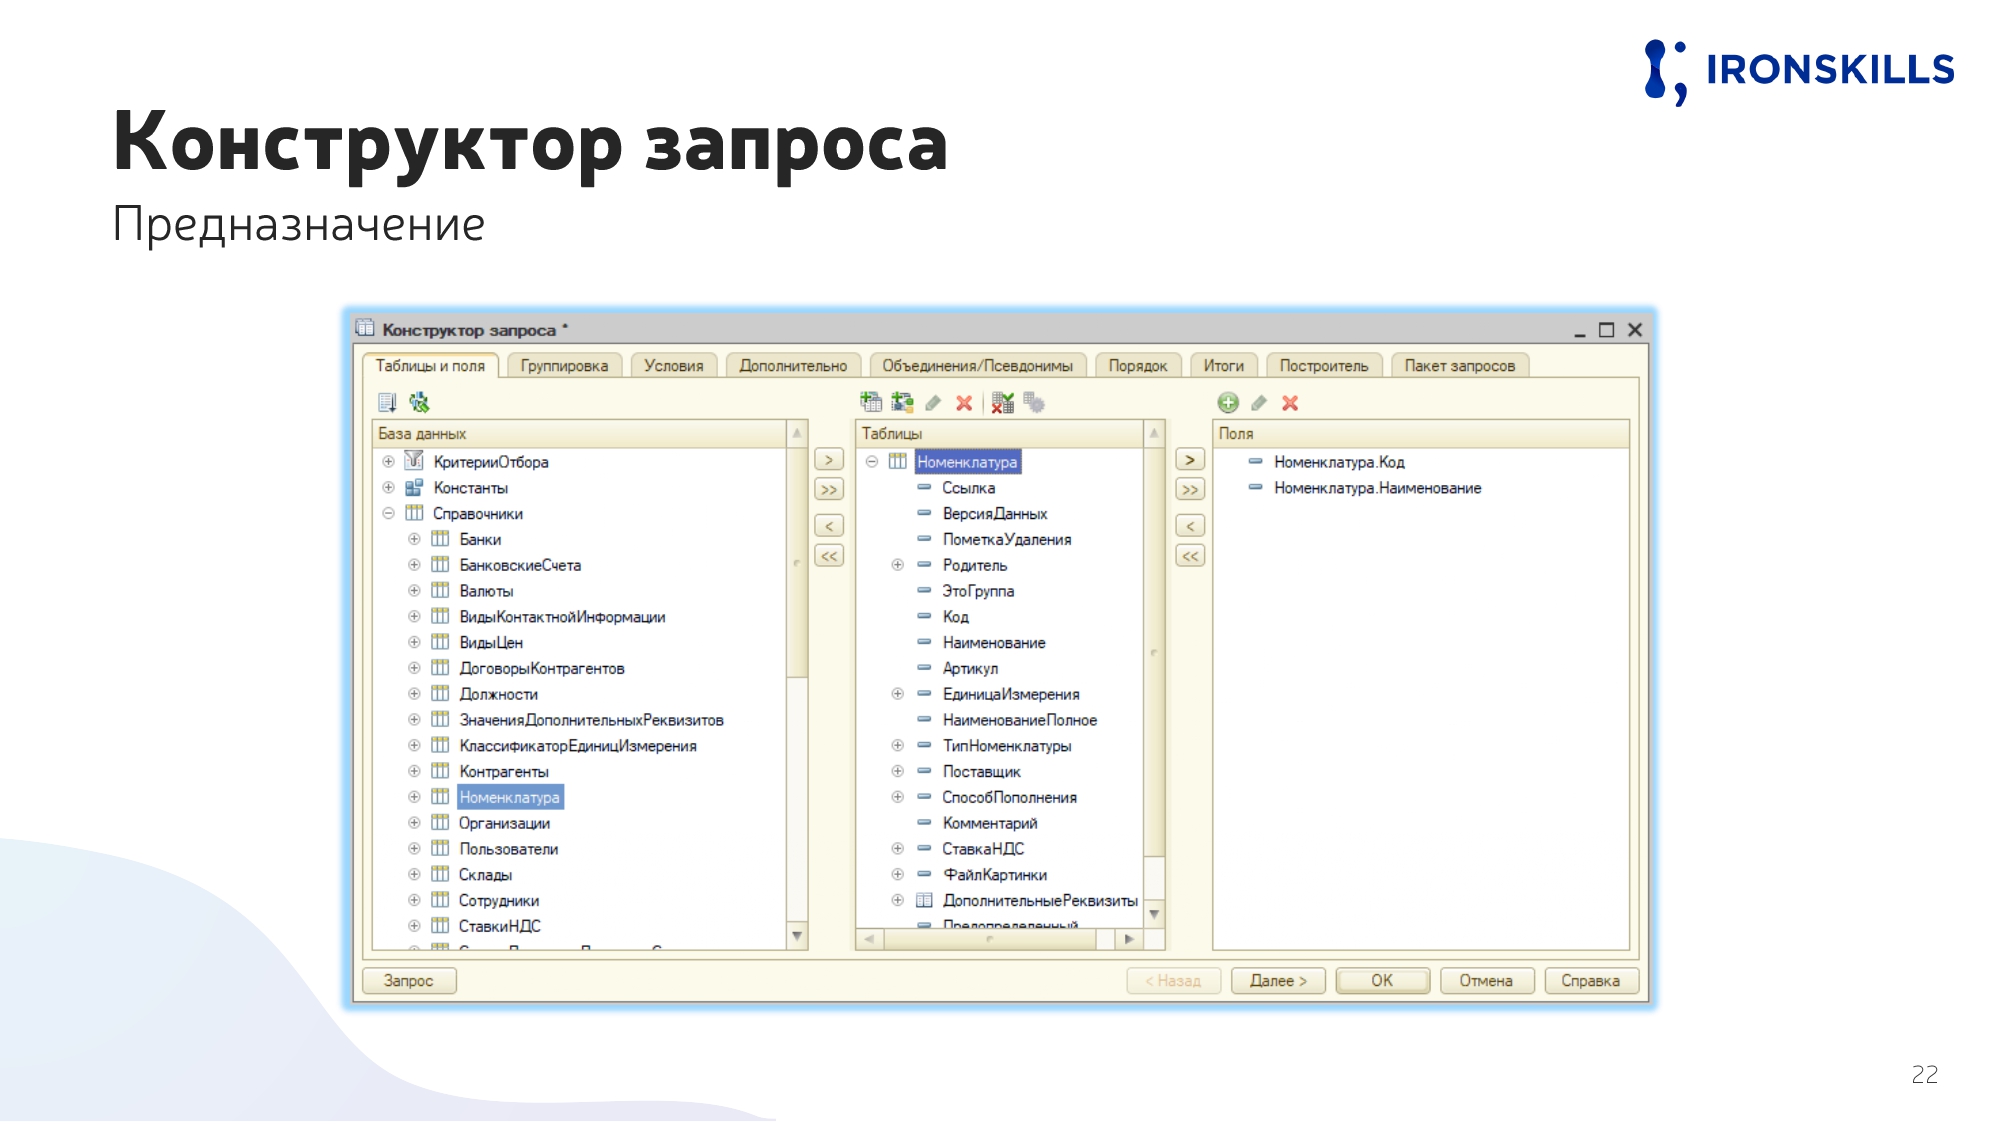 IRONSKILLS
Конструктор запроса
Предназначение
Конструктор запроса *
Таблицы и поля
Группировка
Условия
Дополнительно
Объединения/Псевдонимы
Порядок
Итоги
Построитель
Пакет запросов
База данных
КритерииОтбора
Константы
Справочники
Банки
БанковскиеСчета
Валюты
ВидыКонтактнойИнформации
ВидыЦен
ДоговорыКонтрагентов
Должности
ЗначенияДополнительныхРеквизитов
КлассификаторЕдиницИзмерения
Контрагенты
Номенклатура
Организации
Пользователи
Склады
Сотрудники
СтавкиНДС
>
>>
<
<<
Таблицы
Номенклатура
Ссылка
ВерсияДанных
ПометкаУдаления
Родитель
ЭтоГруппа
Код
Наименование
Артикул
ЕдиницаИзмерения
НаименованиеПолное
ТипНоменклатуры
Поставщик
СпособПополнения
Комментарий
СтавкаНДС
ФайлКартинки
ДополнительныеРеквизиты
Предопределенный
>
>>
<
<<
Поля
Номенклатура.Код
Номенклатура.Наименование
Запрос
< Назад
Далее >
ОК
Отмена
Справка
22